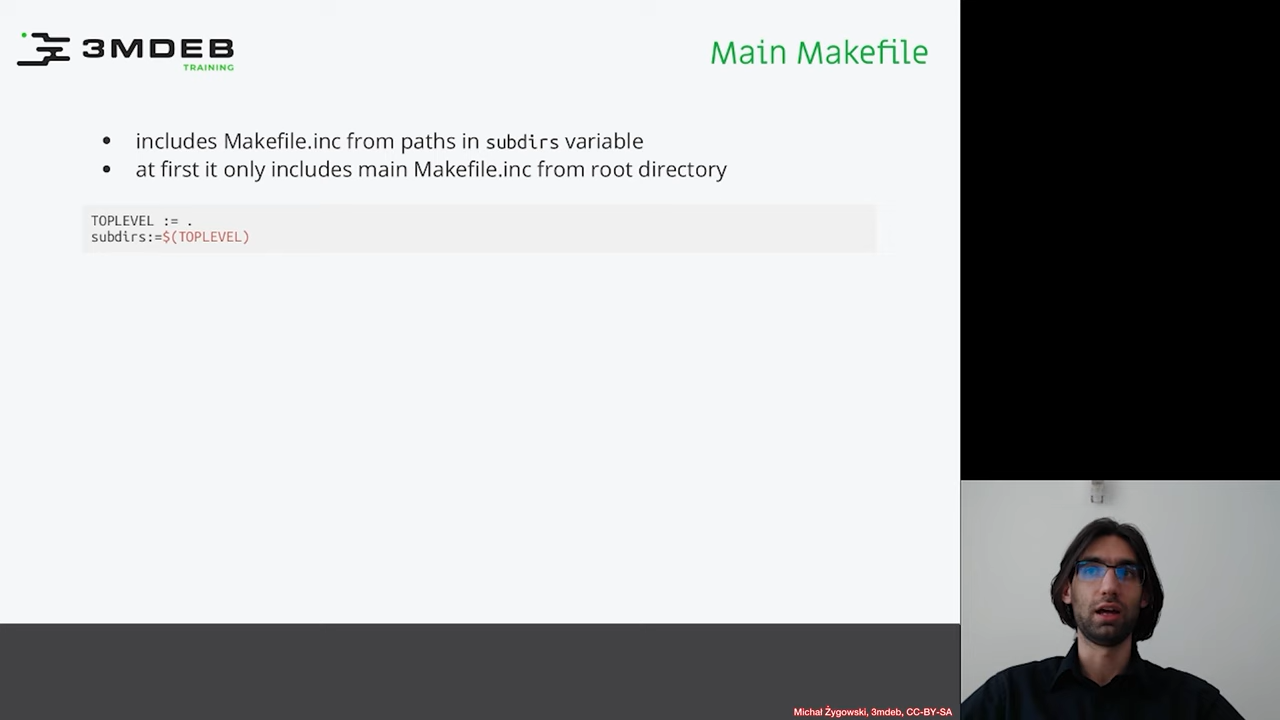 3MDEB
TRAINING
Main Makefile
• includes Makefile.inc from paths in subdirs variable
• at first it only includes main Makefile.inc from root directory
TOPLEVEL := .
subdirs:=$(TOPLEVEL)
Michał Żygowski, 3mdeb, CC-BY-SA